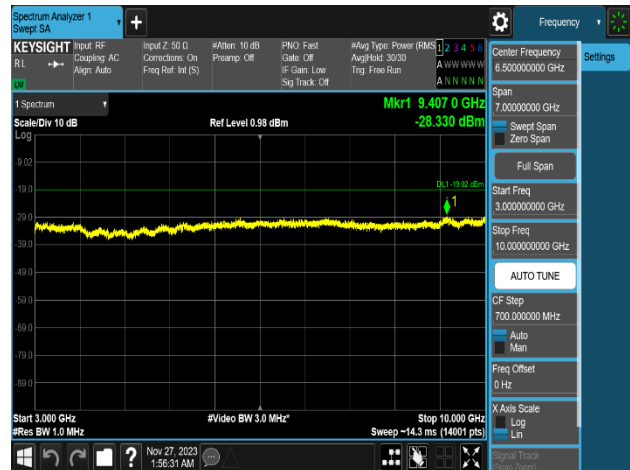 Spectrum Analyzer 1
Swept SA
Frequency
KEYSIGHT
RL
LM
Input: RF
Coupling: AC
Align: Auto
Input Z: 50 Ω
Corrections: On
Freq Ref: Int (S)
#Atten: 10 dB
Preamp: Off
PNO: Fast
Gate: Off
IF Gain: Low
Sig Track: Off
#Avg Type: Power (RMS
Avg|Hold: 30/30
Trig: Free Run
1 2 3 4 5 6
A W W W W W
A N N N N N
Center Frequency
6.500000000 GHz
Settings
Span
7.00000000 GHz
Swept Span
Zero Span
Full Span
Start Freq
3.000000000 GHz
Stop Freq
10.000000000 GHz
AUTO TUNE
CF Step
700.000000 MHz
Auto
Man
Freq Offset
0 Hz
X Axis Scale
Log
Lin
Signal Track
(Span Zoom)
1 Spectrum
Scale/Div 10 dB
Log
Ref Level 0.98 dBm
Mkr1 9.407 0 GHz
-28.330 dBm
-9.02
-19.0
DL1 -19.02 dBm
1
-29.0
-39.0
-49.0
-59.0
-69.0
-79.0
-89.0
Start 3.000 GHz
#Res BW 1.0 MHz
#Video BW 3.0 MHz*
Stop 10.000 GHz
Sweep ~14.3 ms (14001 pts)
?
Nov 27, 2023
1:56:31 AM